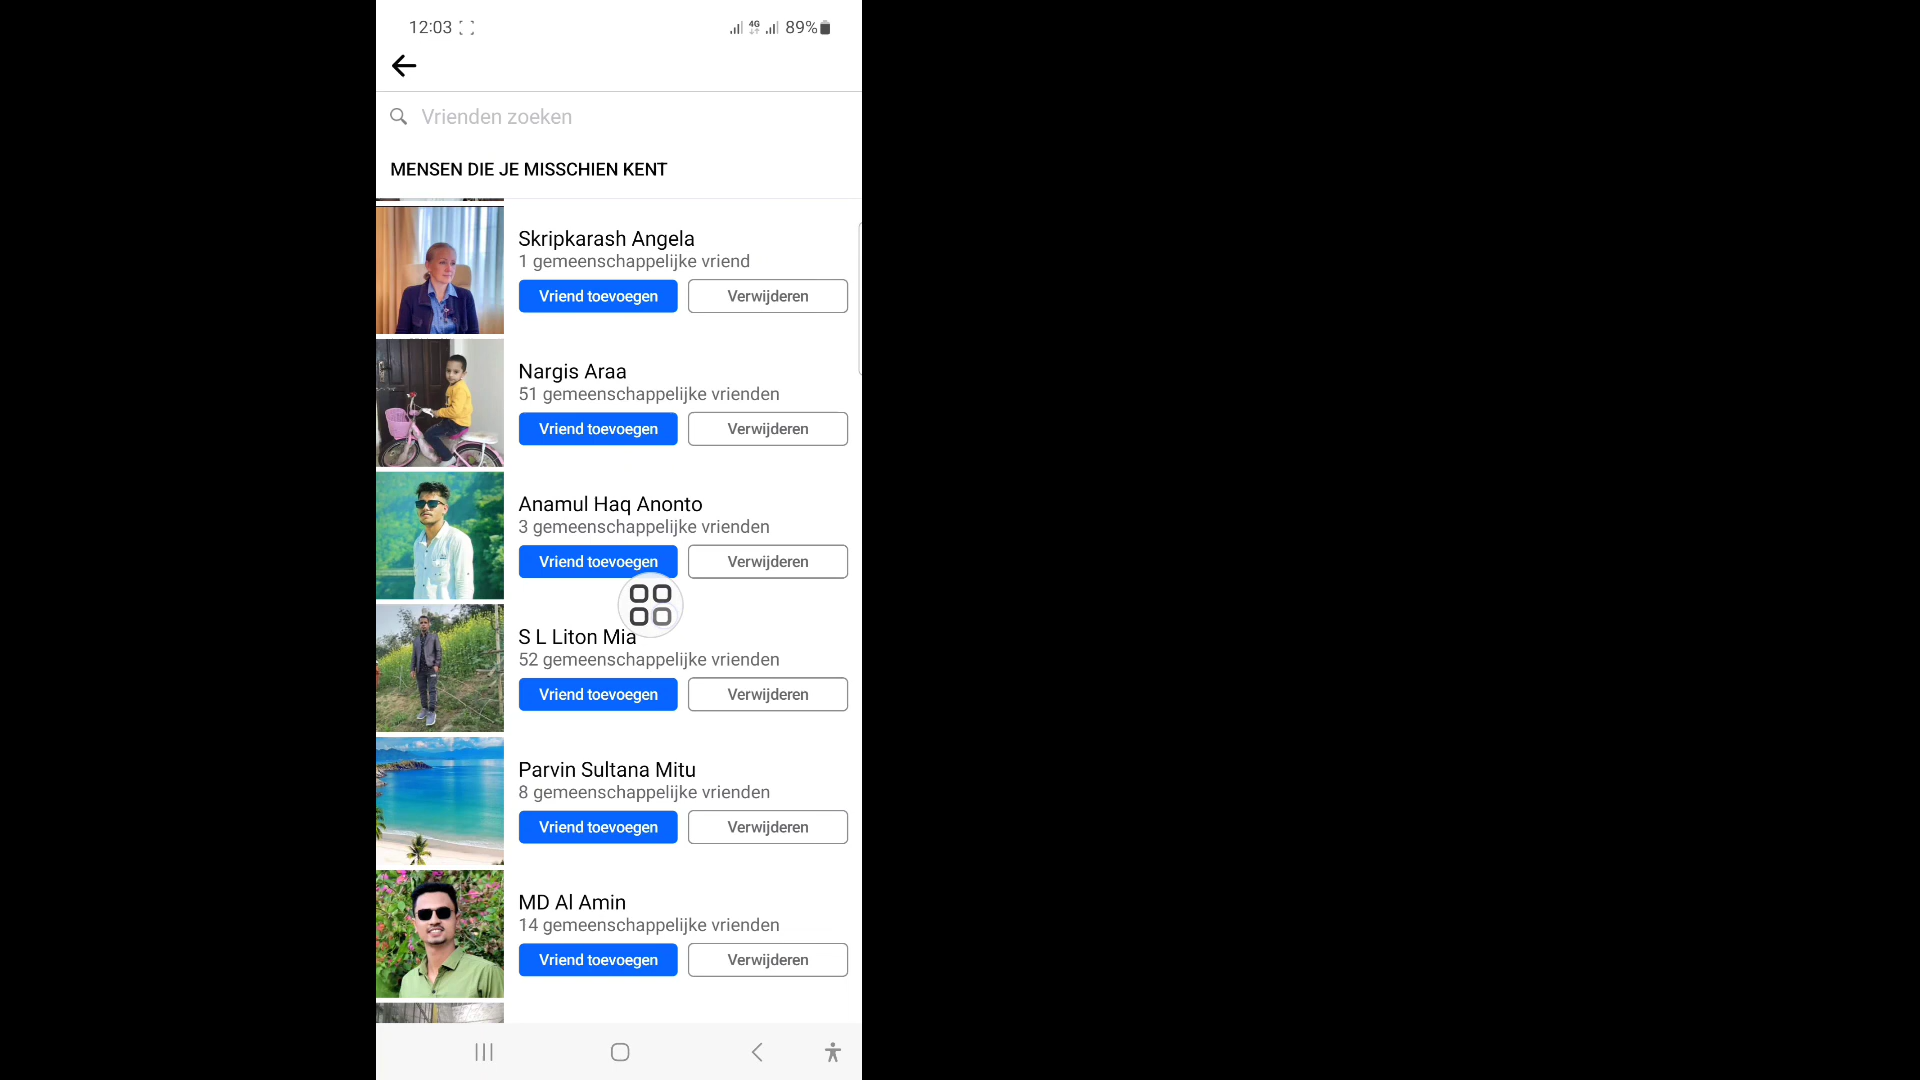 12:03
4G
89%
Vrienden zoeken
MENSEN DIE JE MISSCHIEN KENT
Skripkarash Angela
1 gemeenschappelijke vriend
Vriend toevoegen Verwijderen
Nargis Araa
51 gemeenschappelijke vrienden
Vriend toevoegen Verwijderen
Anamul Haq Anonto
3 gemeenschappelijke vrienden
Vriend toevoegen Verwijderen
S L Liton Mia
52 gemeenschappelijke vrienden
Vriend toevoegen Verwijderen
Parvin Sultana Mitu
8 gemeenschappelijke vrienden
Vriend toevoegen Verwijderen
MD Al Amin
14 gemeenschappelijke vrienden
Vriend toevoegen Verwijderen